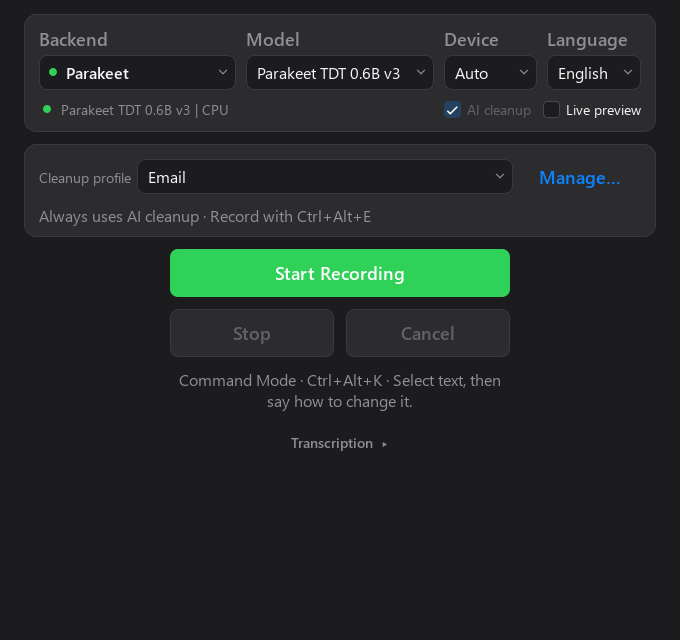 Backend Model Device Language
Parakeet Parakeet TDT 0.6B v3 Auto English
Parakeet TDT 0.6B v3 | CPU AI cleanup Live preview
Cleanup profile Email Manage...
Always uses AI cleanup · Record with Ctrl+Alt+E
Start Recording
Stop Cancel
Command Mode · Ctrl+Alt+K · Select text, then
say how to change it.
Transcription